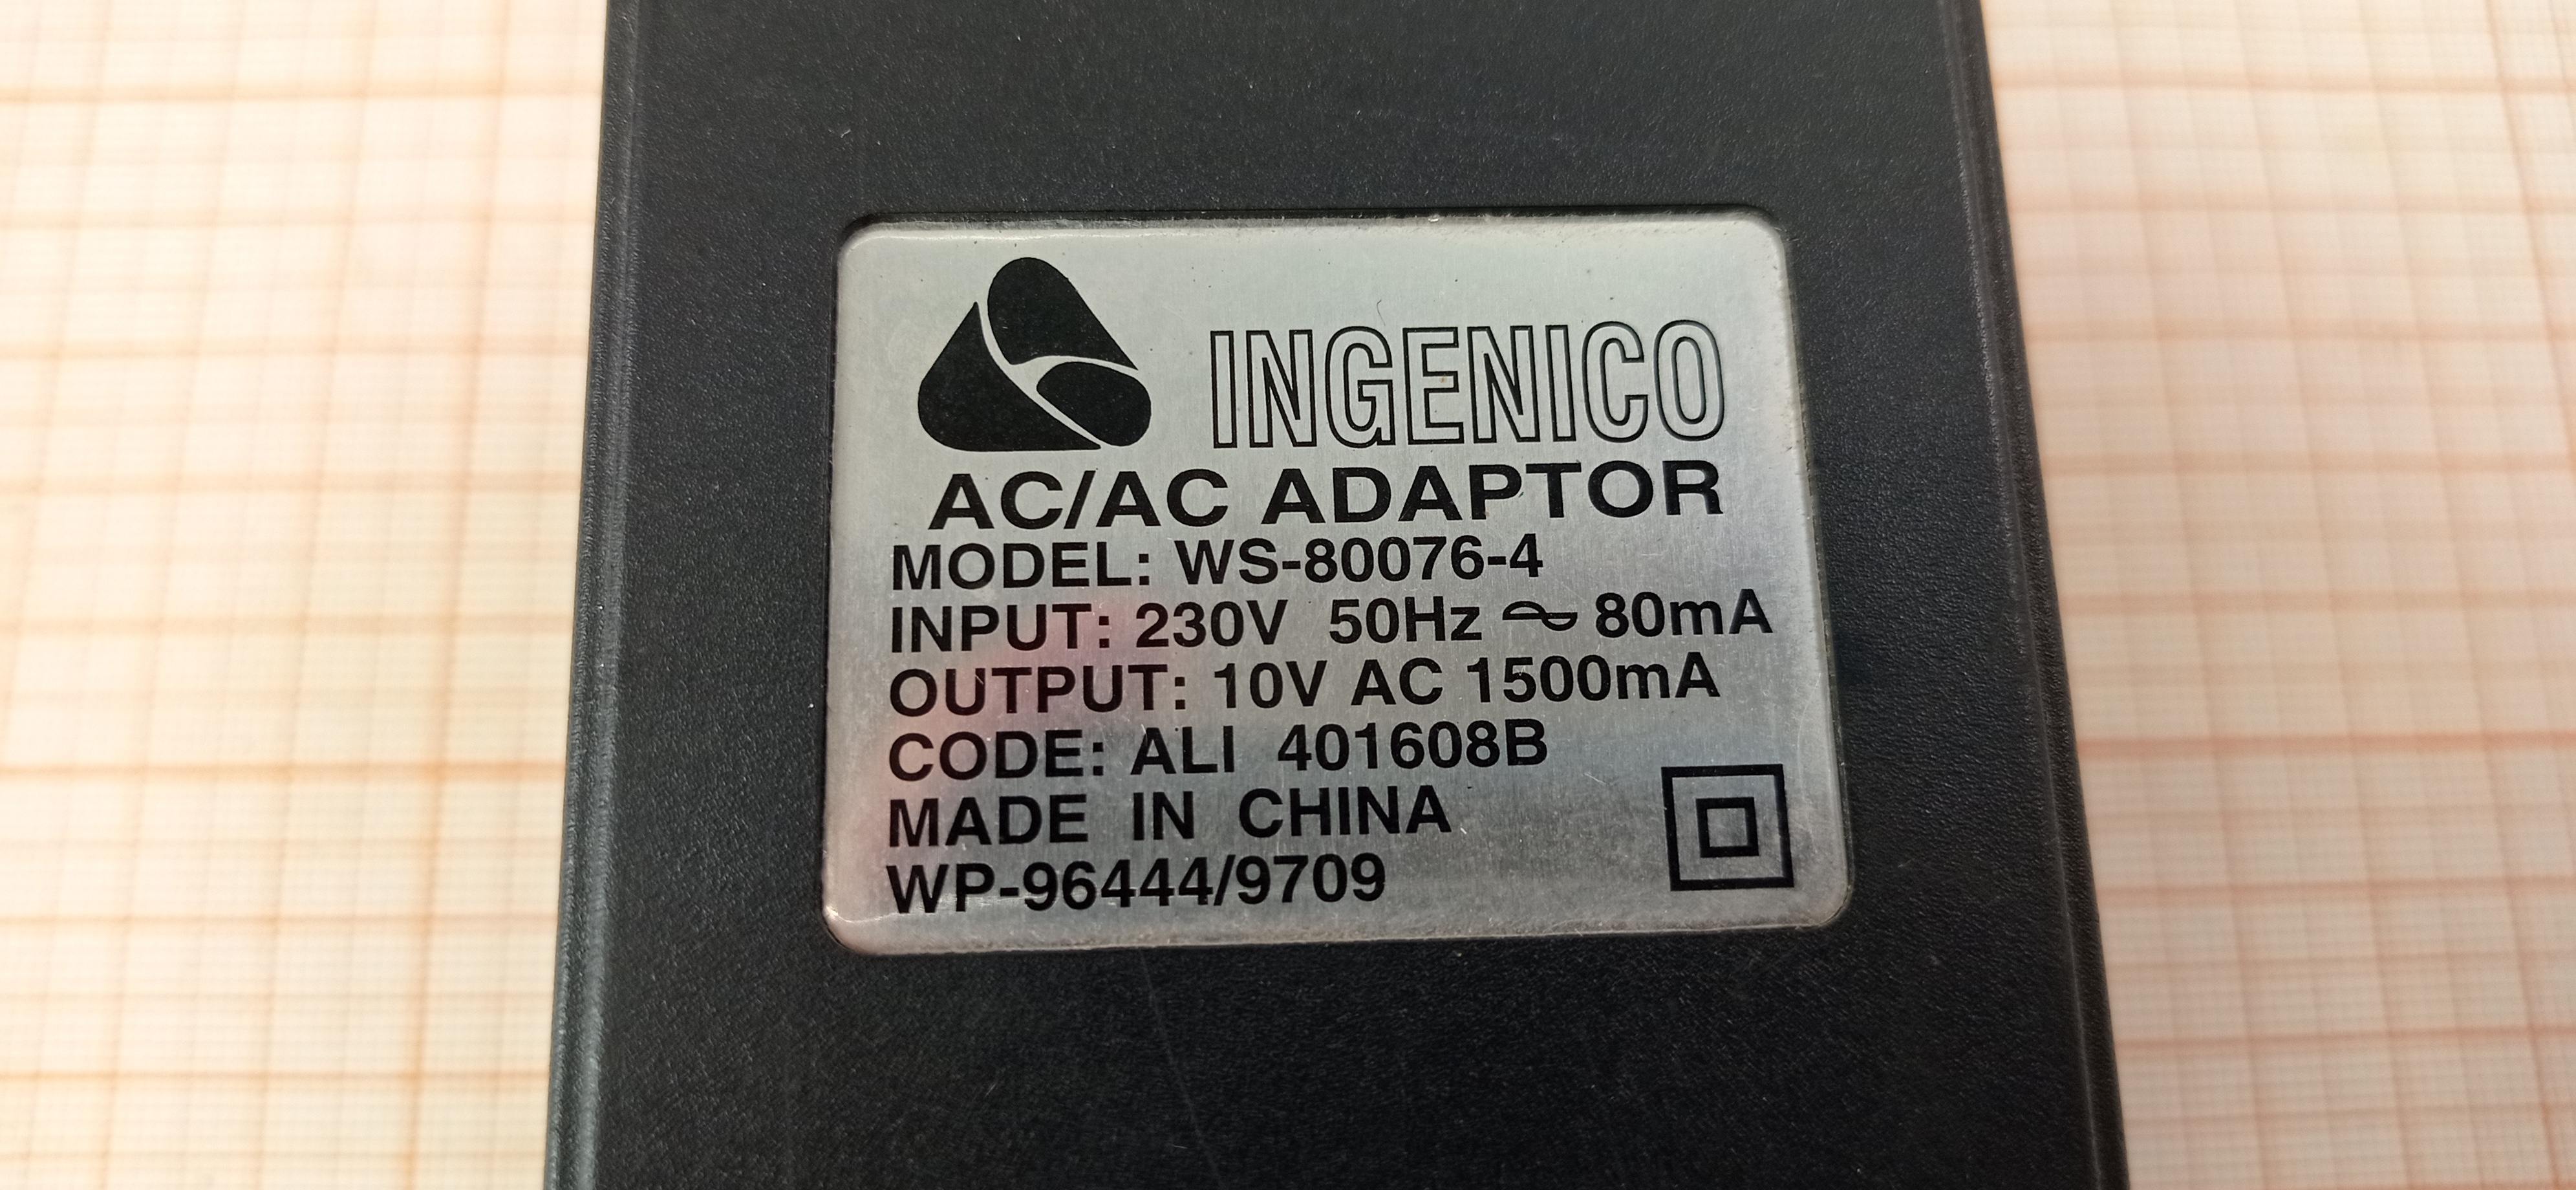 INGENICO
AC/AC ADAPTOR
MODEL: WS-80076-4
INPUT: 230V 50Hz ~ 80mA
OUTPUT: 10V AC 1500mA
CODE: ALI 401608B
MADE IN CHINA
WP-96444/9709